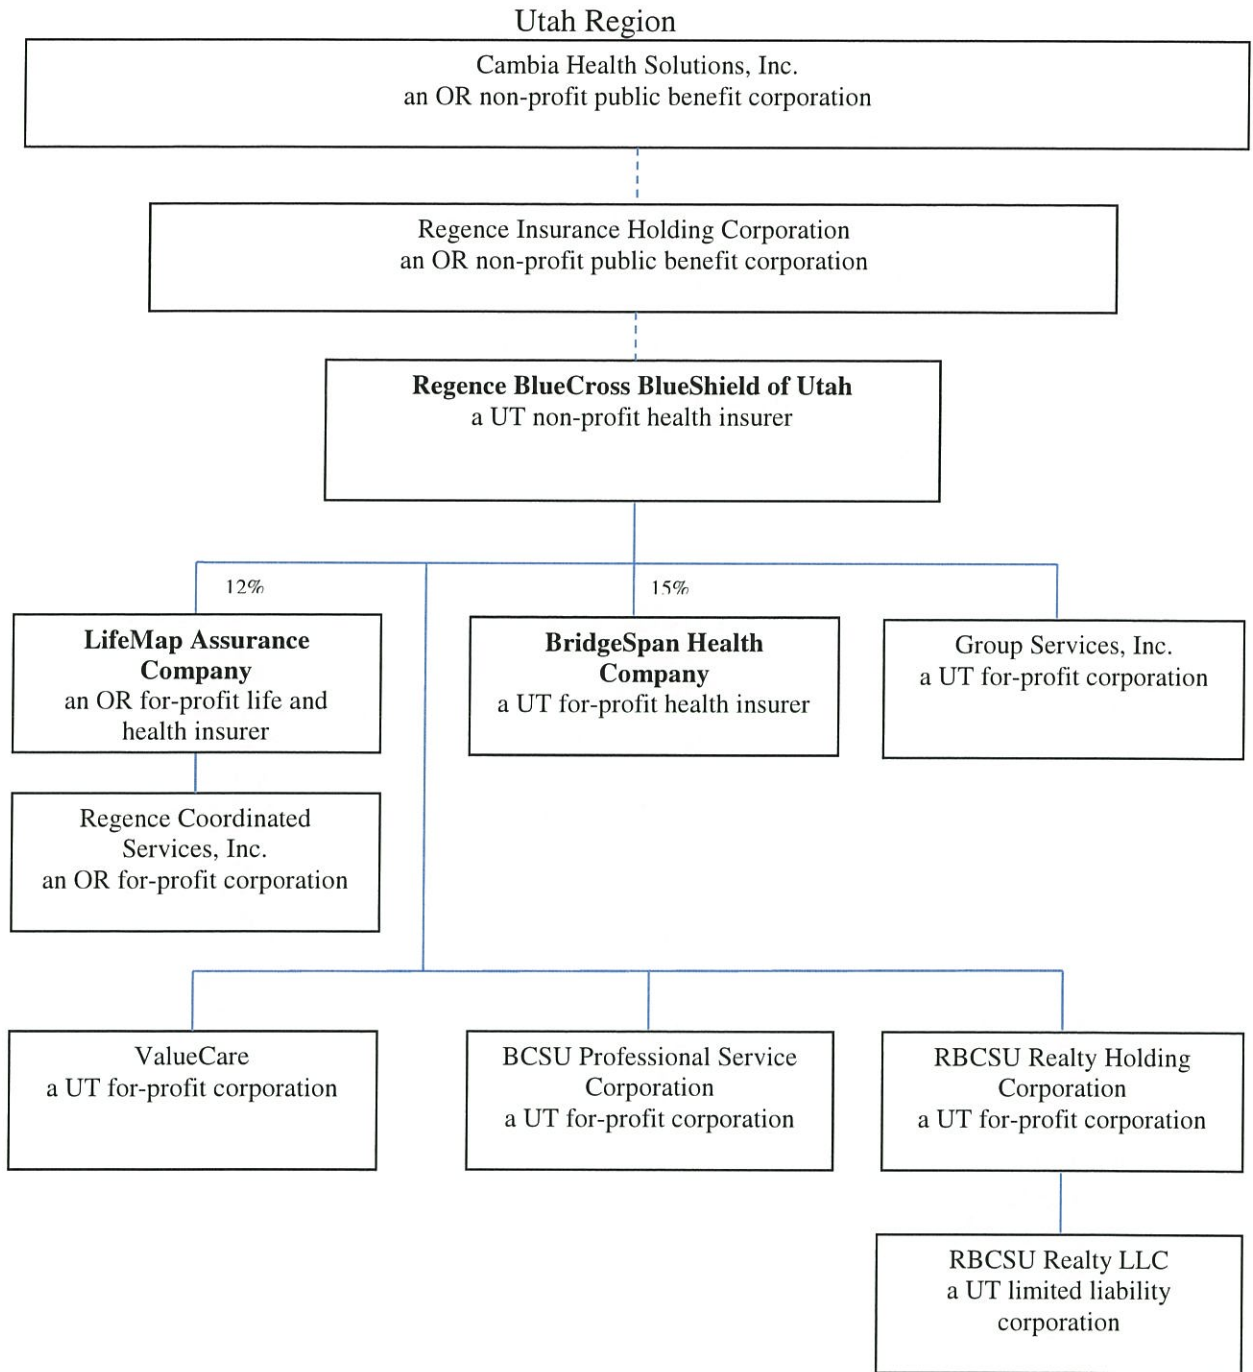 Utah Region
Cambia Health Solutions, Inc.
an OR non-profit public benefit corporation
Regence Insurance Holding Corporation
an OR non-profit public benefit corporation
Regence BlueCross BlueShield of Utah
a UT non-profit health insurer
12%
15%
LifeMap Assurance
Company
an OR for-profit life and
health insurer
BridgeSpan Health
Company
a UT for-profit health insurer
Group Services, Inc.
a UT for-profit corporation
Regence Coordinated
Services, Inc.
an OR for-profit corporation
ValueCare
a UT for-profit corporation
BCSU Professional Service
Corporation
a UT for-profit corporation
RBCSU Realty Holding
Corporation
a UT for-profit corporation
RBCSU Realty LLC
a UT limited liability
corporation